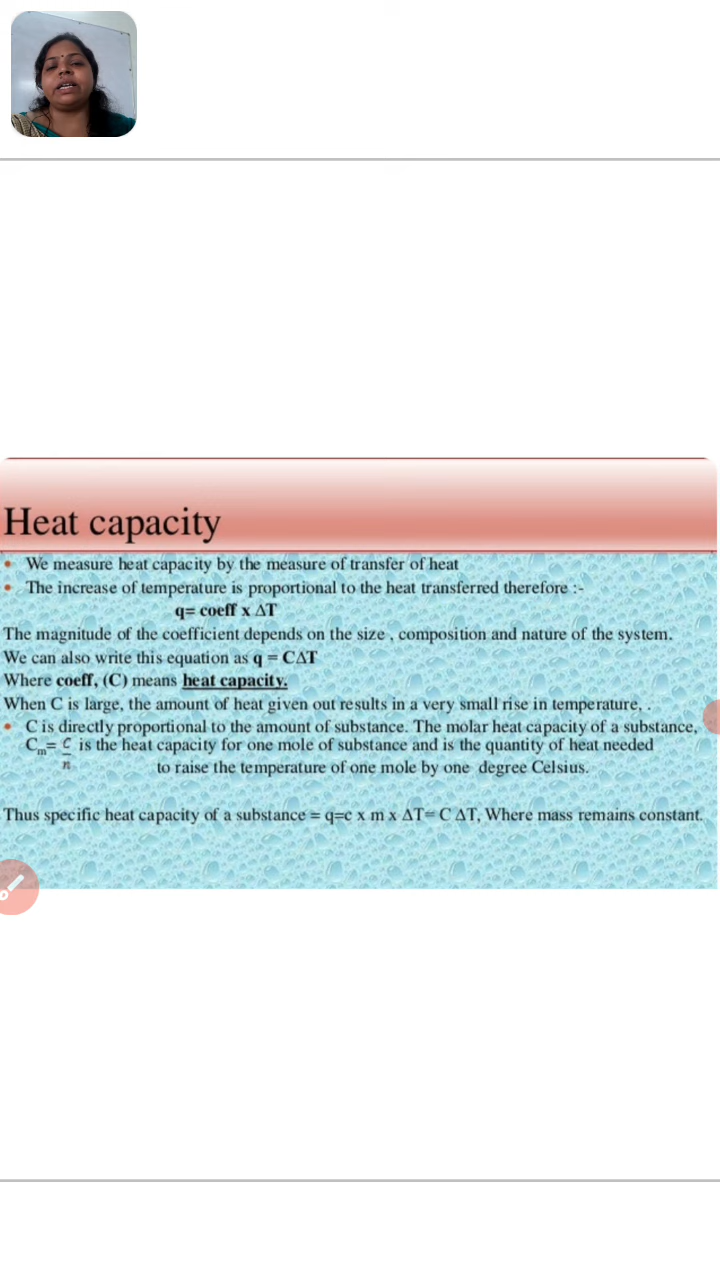 Heat capacity
• We measure heat capacity by the measure of transfer of heat
• The increase of temperature is proportional to the heat transferred therefore :-
q= coeff x ΔT
The magnitude of the coefficient depends on the size , composition and nature of the system.
We can also write this equation as q = CΔT
Where coeff, (C) means heat capacity.
When C is large, the amount of heat given out results in a very small rise in temperature, .
• C is directly proportional to the amount of substance. The molar heat capacity of a substance,
Cm= C/n is the heat capacity for one mole of substance and is the quantity of heat needed
to raise the temperature of one mole by one degree Celsius.
Thus specific heat capacity of a substance = q=c x m x ΔT= C ΔT, Where mass remains constant.